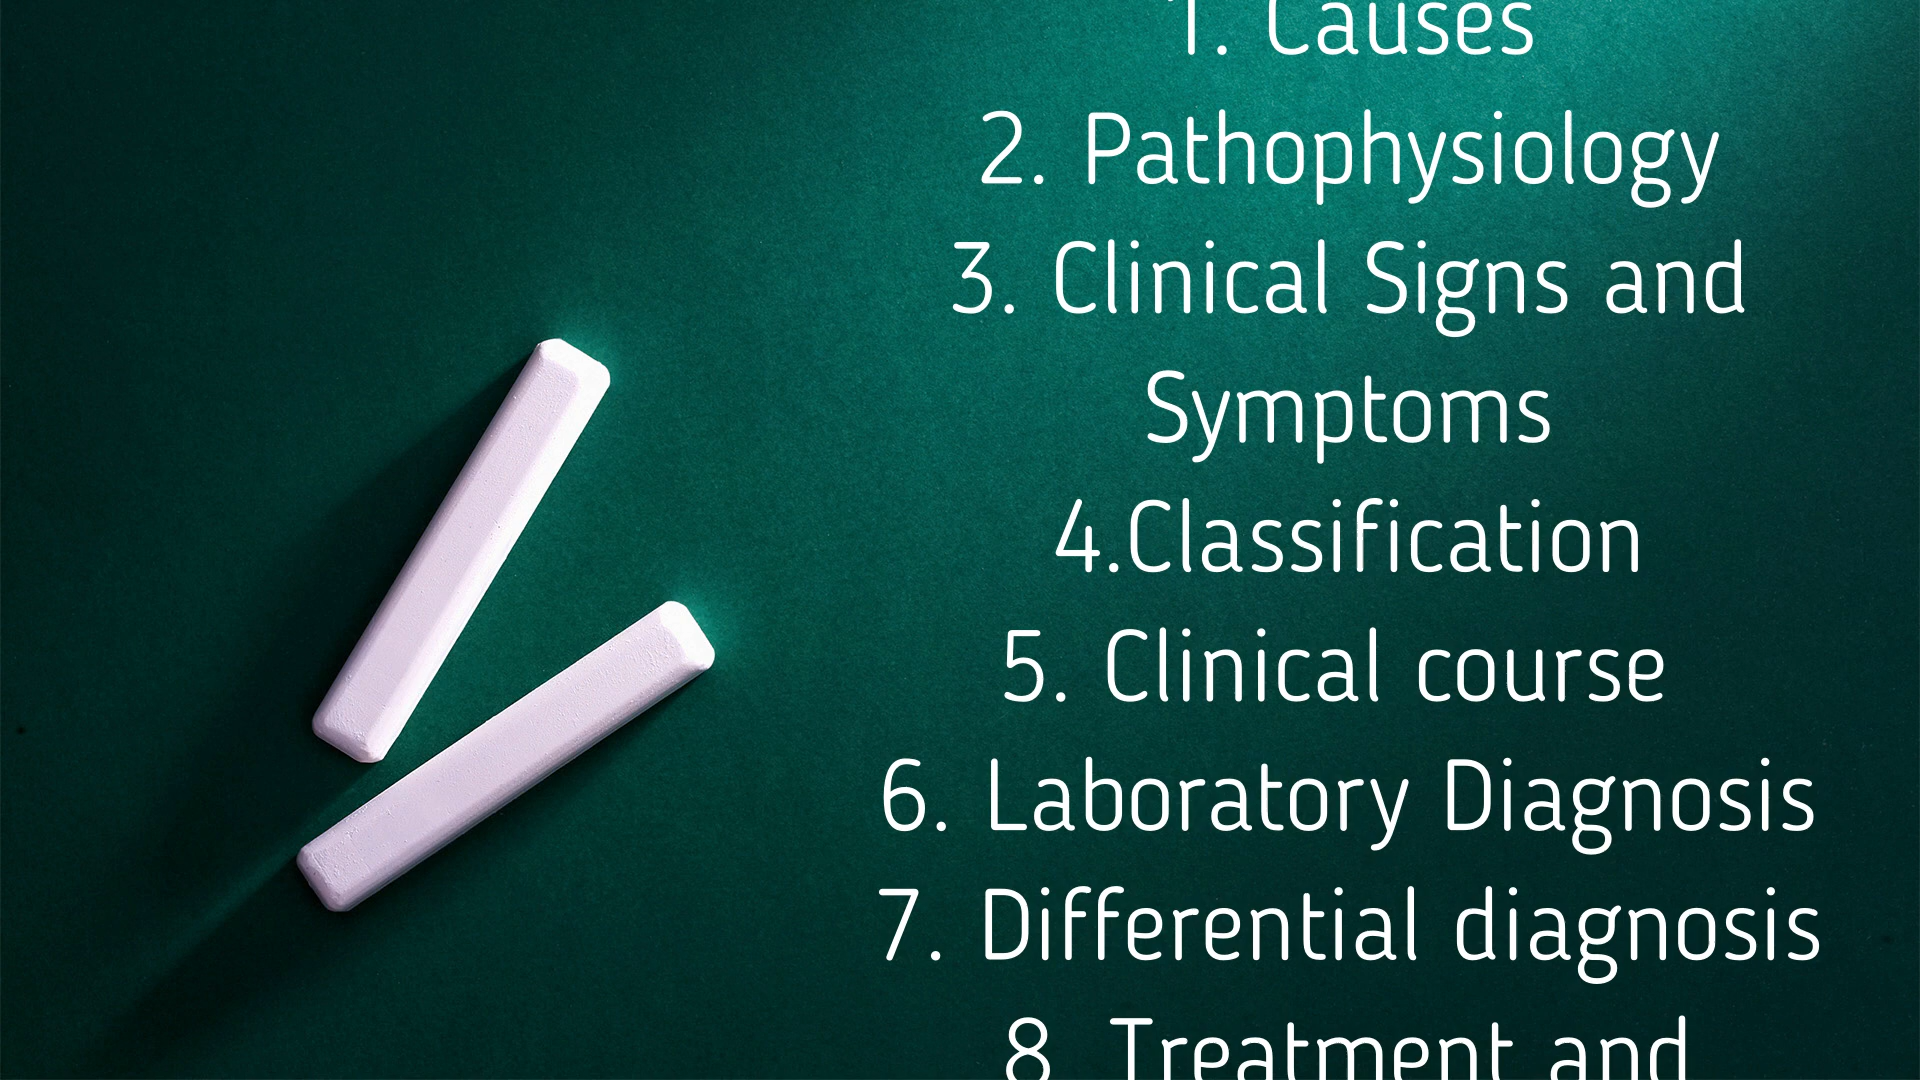 1. Causes
2. Pathophysiology
3. Clinical Signs and
Symptoms
4.Classification
5. Clinical course
6. Laboratory Diagnosis
7. Differential diagnosis
8. Treatment and